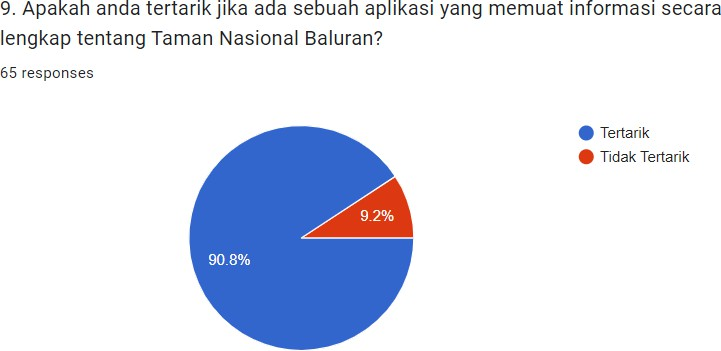 9. Apakah anda tertarik jika ada sebuah aplikasi yang memuat informasi secara
lengkap tentang Taman Nasional Baluran?
65 responses
Tertarik
Tidak Tertarik
9.2%
90.8%